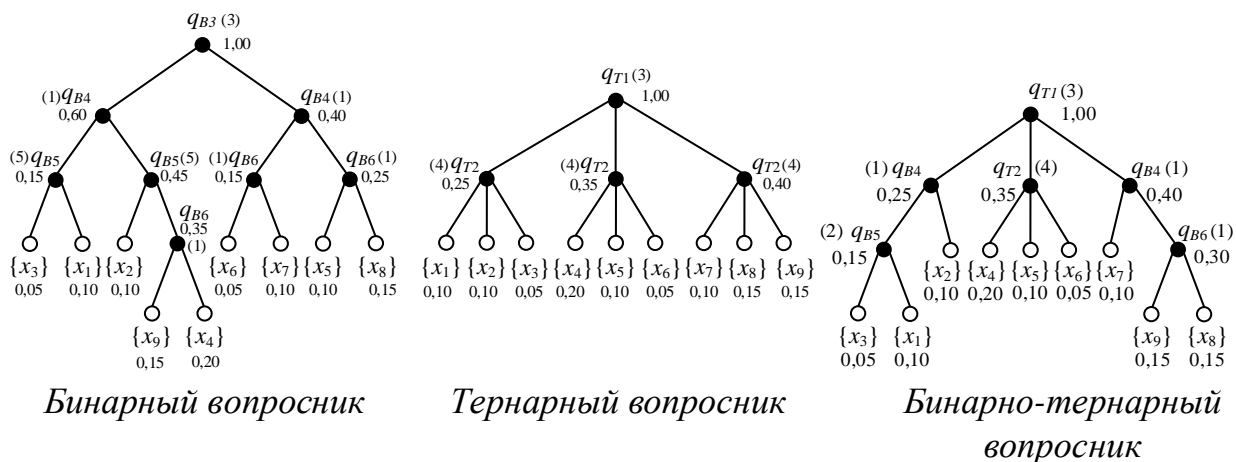 q_B3 (3)
1,00
(1) q_B4
0,60
q_B4 (1)
0,40
(5) q_B5
0,15
q_B5 (5)
0,45
(1) q_B6
0,15
q_B6 (1)
0,25
q_B6
0,35
(1)
{x_3} {x_1} {x_2} {x_6} {x_7} {x_5} {x_8}
0,05 0,10 0,10 0,05 0,10 0,10 0,15
{x_9} {x_4}
0,15 0,20
Бинарный вопросник
q_T1 (3)
1,00
(4) q_T2
0,25
(4) q_T2
0,35
q_T2 (4)
0,40
{x_1} {x_2} {x_3} {x_4} {x_5} {x_6} {x_7} {x_8} {x_9}
0,10 0,10 0,05 0,20 0,10 0,05 0,10 0,15 0,15
Тернарный вопросник
q_T1 (3)
1,00
(1) q_B4
0,25
q_T2 (4)
0,35
q_B4 (1)
0,40
(2) q_B5
0,15
q_B6 (1)
0,30
{x_2} {x_4} {x_5} {x_6} {x_7}
0,10 0,20 0,10 0,05 0,10
{x_3} {x_1} {x_9} {x_8}
0,05 0,10 0,15 0,15
Бинарно-тернарный
вопросник